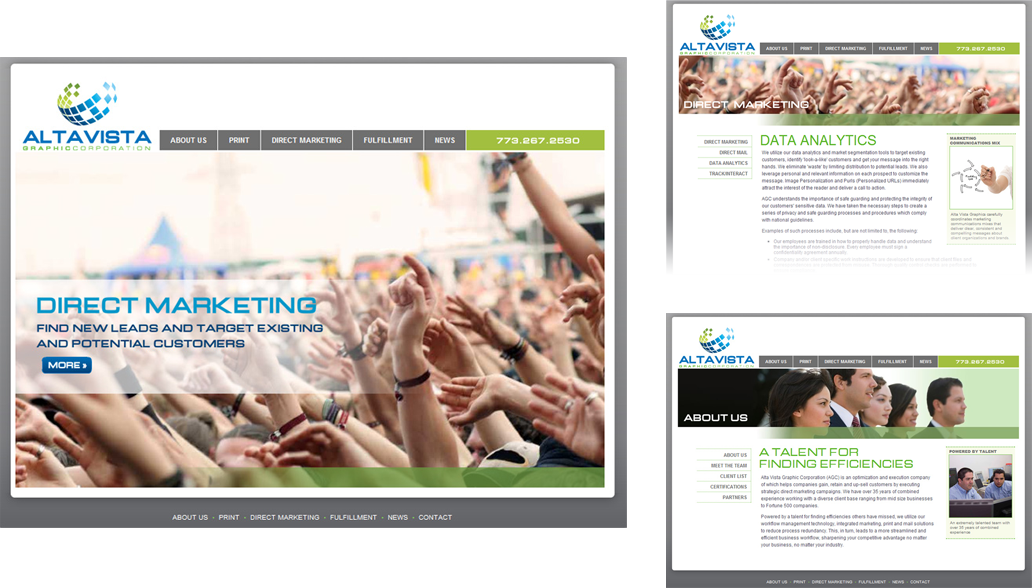 ALTAVISTA
GRAPHICCORPORATION
ABOUT US PRINT DIRECT MARKETING FULFILLMENT NEWS 773.267.2530
DIRECT MARKETING
FIND NEW LEADS AND TARGET EXISTING
AND POTENTIAL CUSTOMERS
MORE »
ABOUT US - PRINT - DIRECT MARKETING - FULFILLMENT - NEWS - CONTACT
ALTAVISTA
GRAPHICCORPORATION
ABOUT US PRINT DIRECT MARKETING FULFILLMENT NEWS 773.267.2530
DIRECT MARKETING
DIRECT MARKETING
DIRECT MAIL
DATA ANALYTICS
TRACK/INTERACT
DATA ANALYTICS
We utilize our data analytics and market segmentation tools to target existing
customers, identify 'look-a-like' customers and get your message into the right
hands. We eliminate 'waste' by limiting distribution to potential leads. We also
leverage personal and relevant information on each prospect to customize the
message. Image Personalization and Purls (Personalized URLs) immediately
attract the interest of the reader and deliver a call to action.
AGC understands the importance of safe guarding and protecting the integrity of
our customers' sensitive data. We have taken the necessary steps to create a
series of privacy and safe guarding processes and procedures which comply
with national guidelines.
Examples of such processes include, but are not limited to, the following:
Our employees are trained in how to properly handle data and understand
the importance of non-disclosure. Every employee must sign a
confidentiality agreement annually.
MARKETING
COMMUNICATIONS MIX
Alta Vista Graphics carefully
coordinates marketing
communications mixes that
deliver clear, consistent and
compelling messages about
client organizations and brands
ALTAVISTA
GRAPHICCORPORATION
ABOUT US PRINT DIRECT MARKETING FULFILLMENT NEWS 773.267.2530
ABOUT US
ABOUT US
MEET THE TEAM
CLIENT LIST
CERTIFICATIONS
PARTNERS
A TALENT FOR
FINDING EFFICIENCIES
Alta Vista Graphic Corporation (AGC) is an optimization and execution company
of which helps companies gain, retain and up-sell customers by executing
strategic direct marketing campaigns. We have over 35 years of combined
experience working with a diverse client base ranging from mid size businesses
to Fortune 500 companies.
Powered by a talent for finding efficiencies others have missed, we utilize our
workflow management technology, integrated marketing, print and mail solutions
to reduce process redundancy. This, in turn, leads to a more streamlined and
efficient business workflow, sharpening your competitive advantage no matter
your business, no matter your industry.
POWERED BY TALENT
An extremely talented team with
over 35 years of combined
experience
ABOUT US - PRINT - DIRECT MARKETING - FULFILLMENT - NEWS - CONTACT